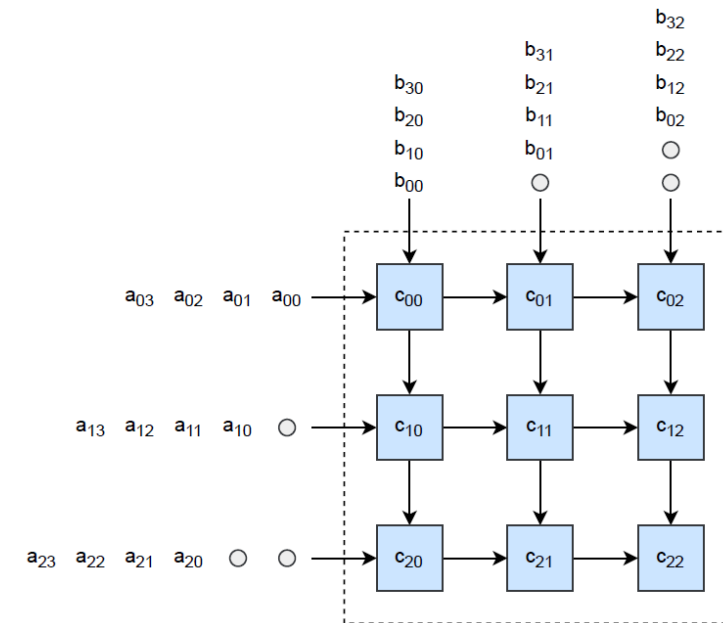 b32
b31 b22
b30 b21 b12
b20 b11 b02
b10 b01
b00
a03 a02 a01 a00 c00 c01 c02
a13 a12 a11 a10 c10 c11 c12
a23 a22 a21 a20 c20 c21 c22